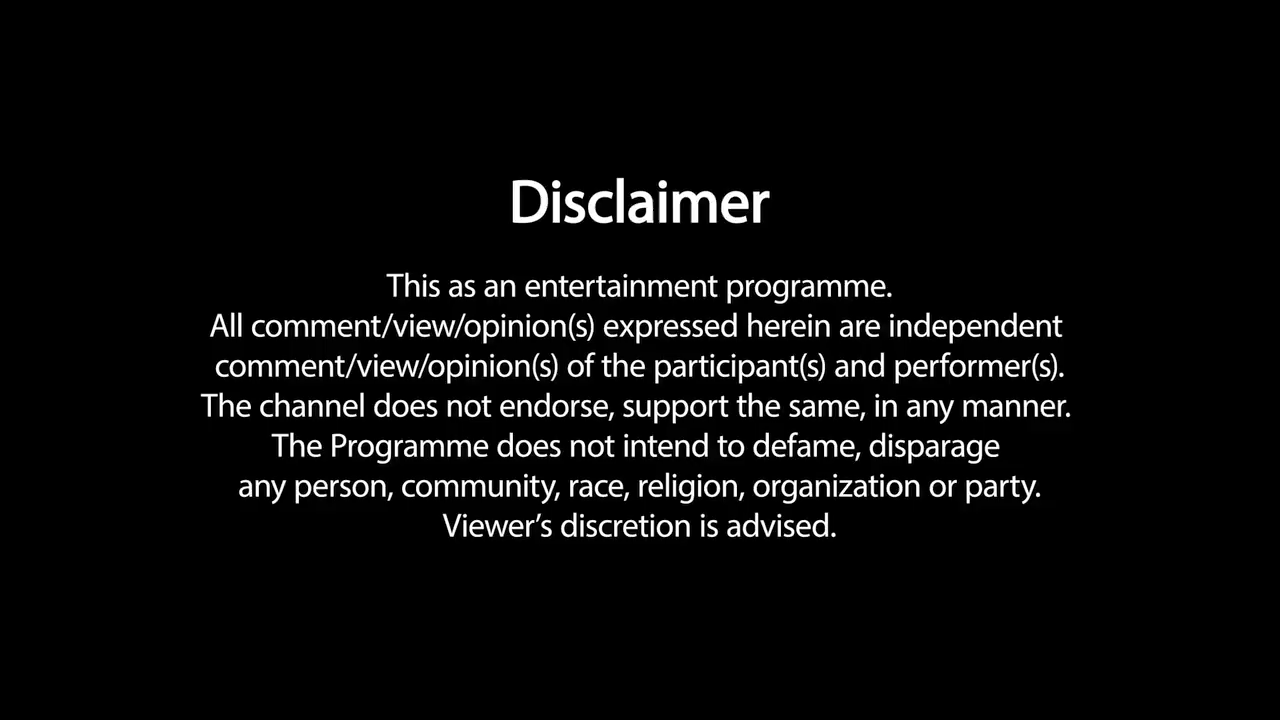 Disclaimer
This as an entertainment programme.
All comment/view/opinion(s) expressed herein are independent
comment/view/opinion(s) of the participant(s) and performer(s).
The channel does not endorse, support the same, in any manner.
The Programme does not intend to defame, disparage
any person, community, race, religion, organization or party.
Viewer’s discretion is advised.